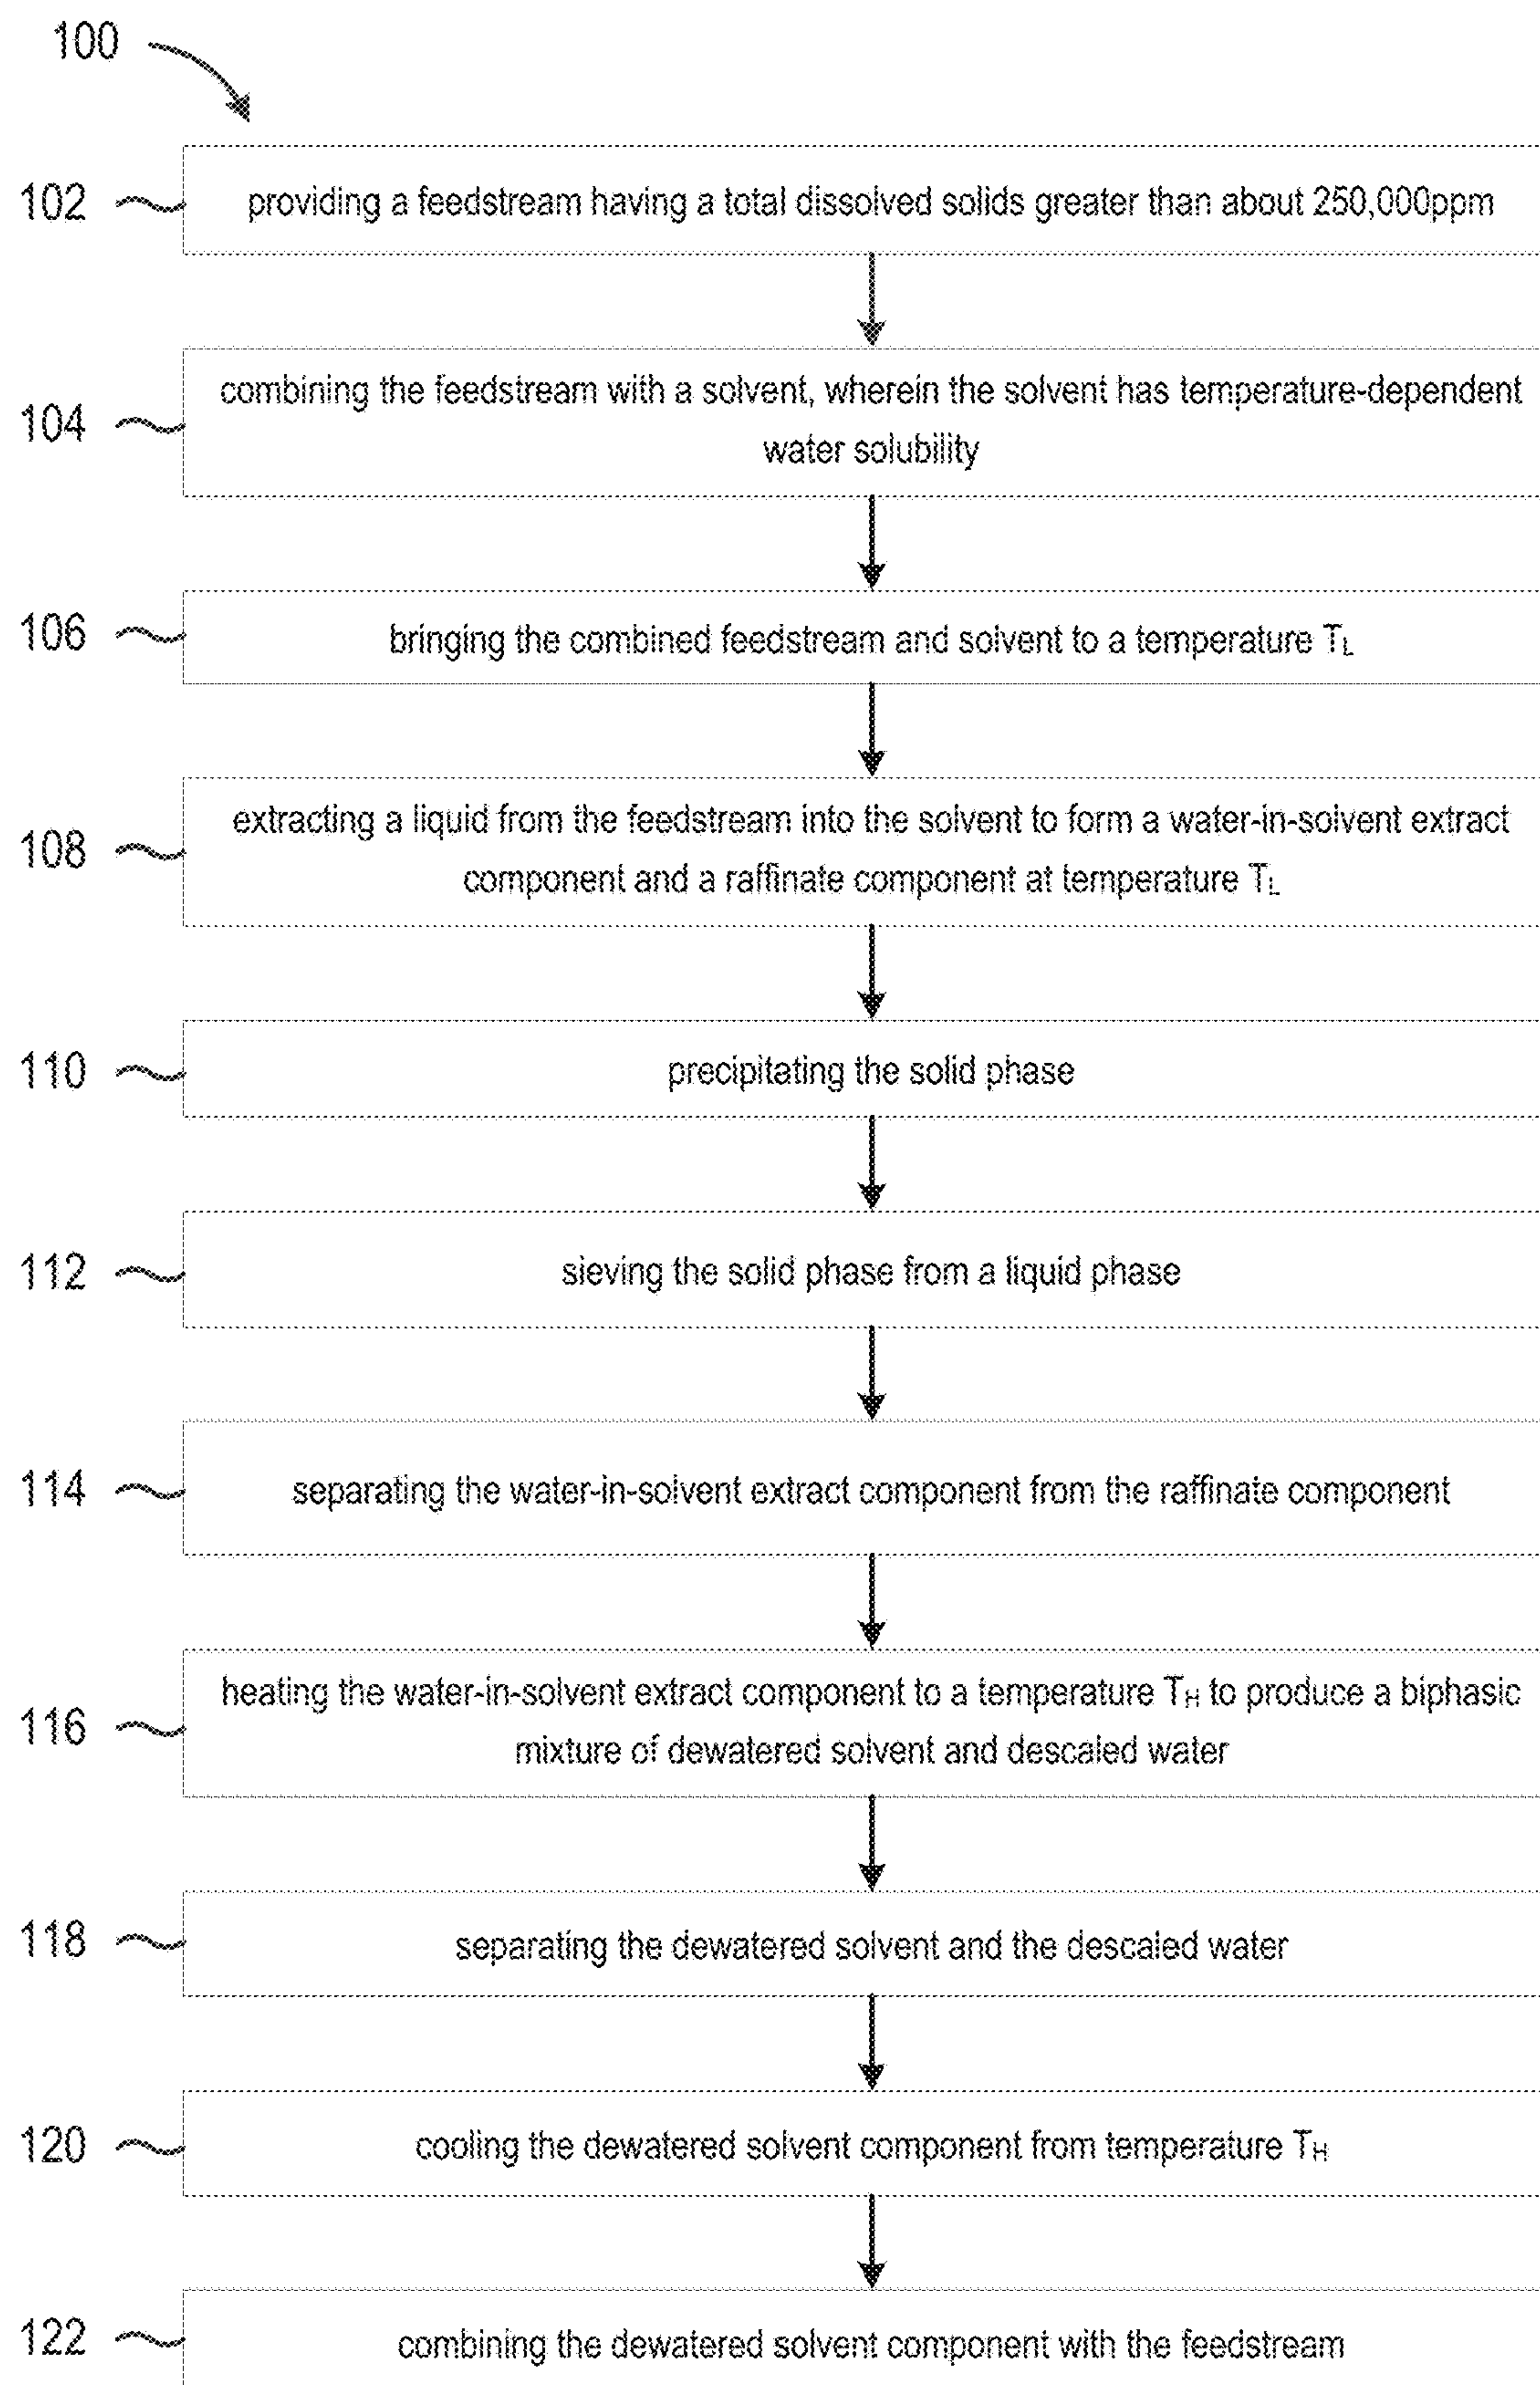 100
102 providing a feedstream having a total dissolved solids greater than about 250,000ppm
104 combining the feedstream with a solvent, wherein the solvent has temperature-dependent
water solubility
106 bringing the combined feedstream and solvent to a temperature TL
108 extracting a liquid from the feedstream into the solvent to form a water-in-solvent extract
component and a raffinate component at temperature TL
110 precipitating the solid phase
112 sieving the solid phase from a liquid phase
114 separating the water-in-solvent extract component from the raffinate component
116 heating the water-in-solvent extract component to a temperature TH to produce a biphasic
mixture of dewatered solvent and descaled water
118 separating the dewatered solvent and the descaled water
120 cooling the dewatered solvent component from temperature TH
122 combining the dewatered solvent component with the feedstream